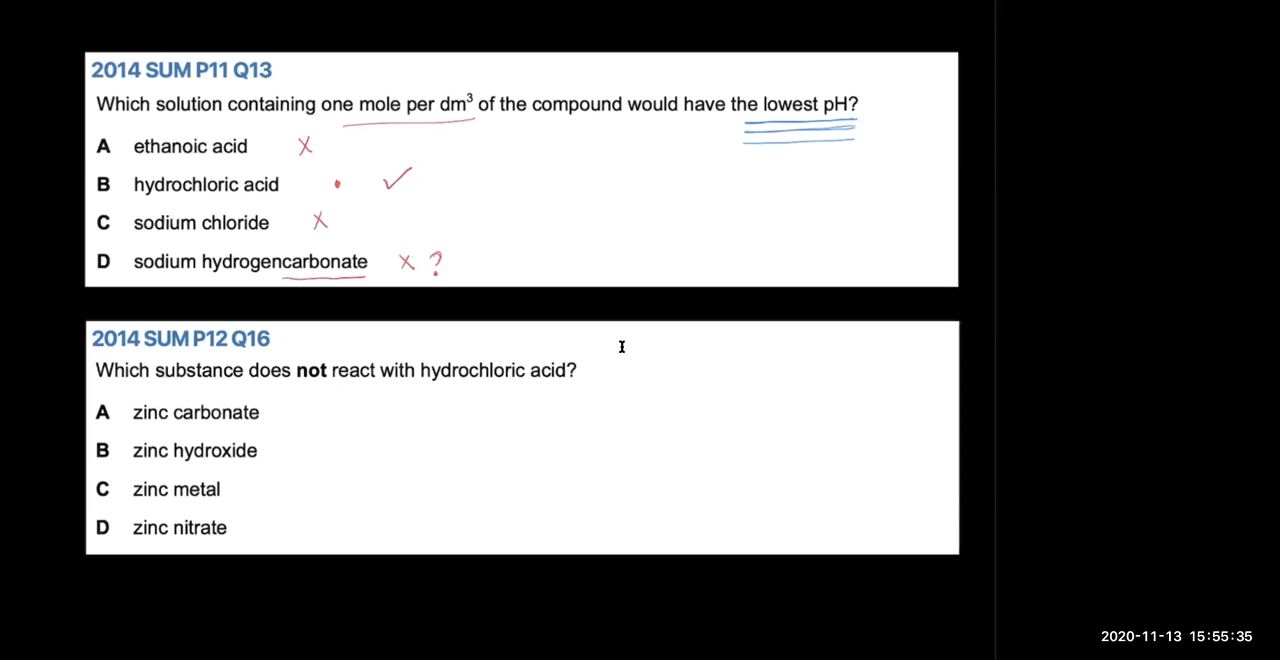 2014 SUM P11 Q13
Which solution containing one mole per dm³ of the compound would have the lowest pH?
A ethanoic acid X
B hydrochloric acid • ✓
C sodium chloride X
D sodium hydrogencarbonate X ?
2014 SUM P12 Q16
Which substance does not react with hydrochloric acid?
A zinc carbonate
B zinc hydroxide
C zinc metal
D zinc nitrate
2020-11-13 15:55:35